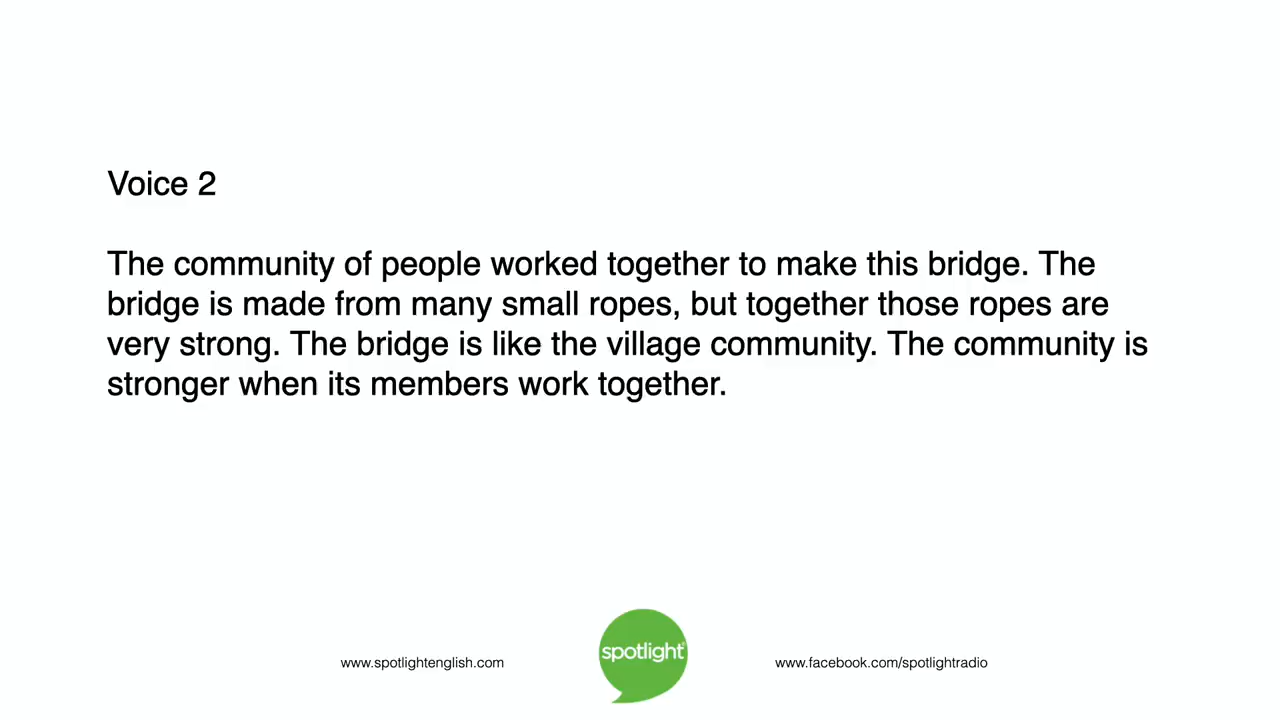 Voice 2
The community of people worked together to make this bridge. The
bridge is made from many small ropes, but together those ropes are
very strong. The bridge is like the village community. The community is
stronger when its members work together.
spotlight
www.spotlightenglish.com
www.facebook.com/spotlightradio